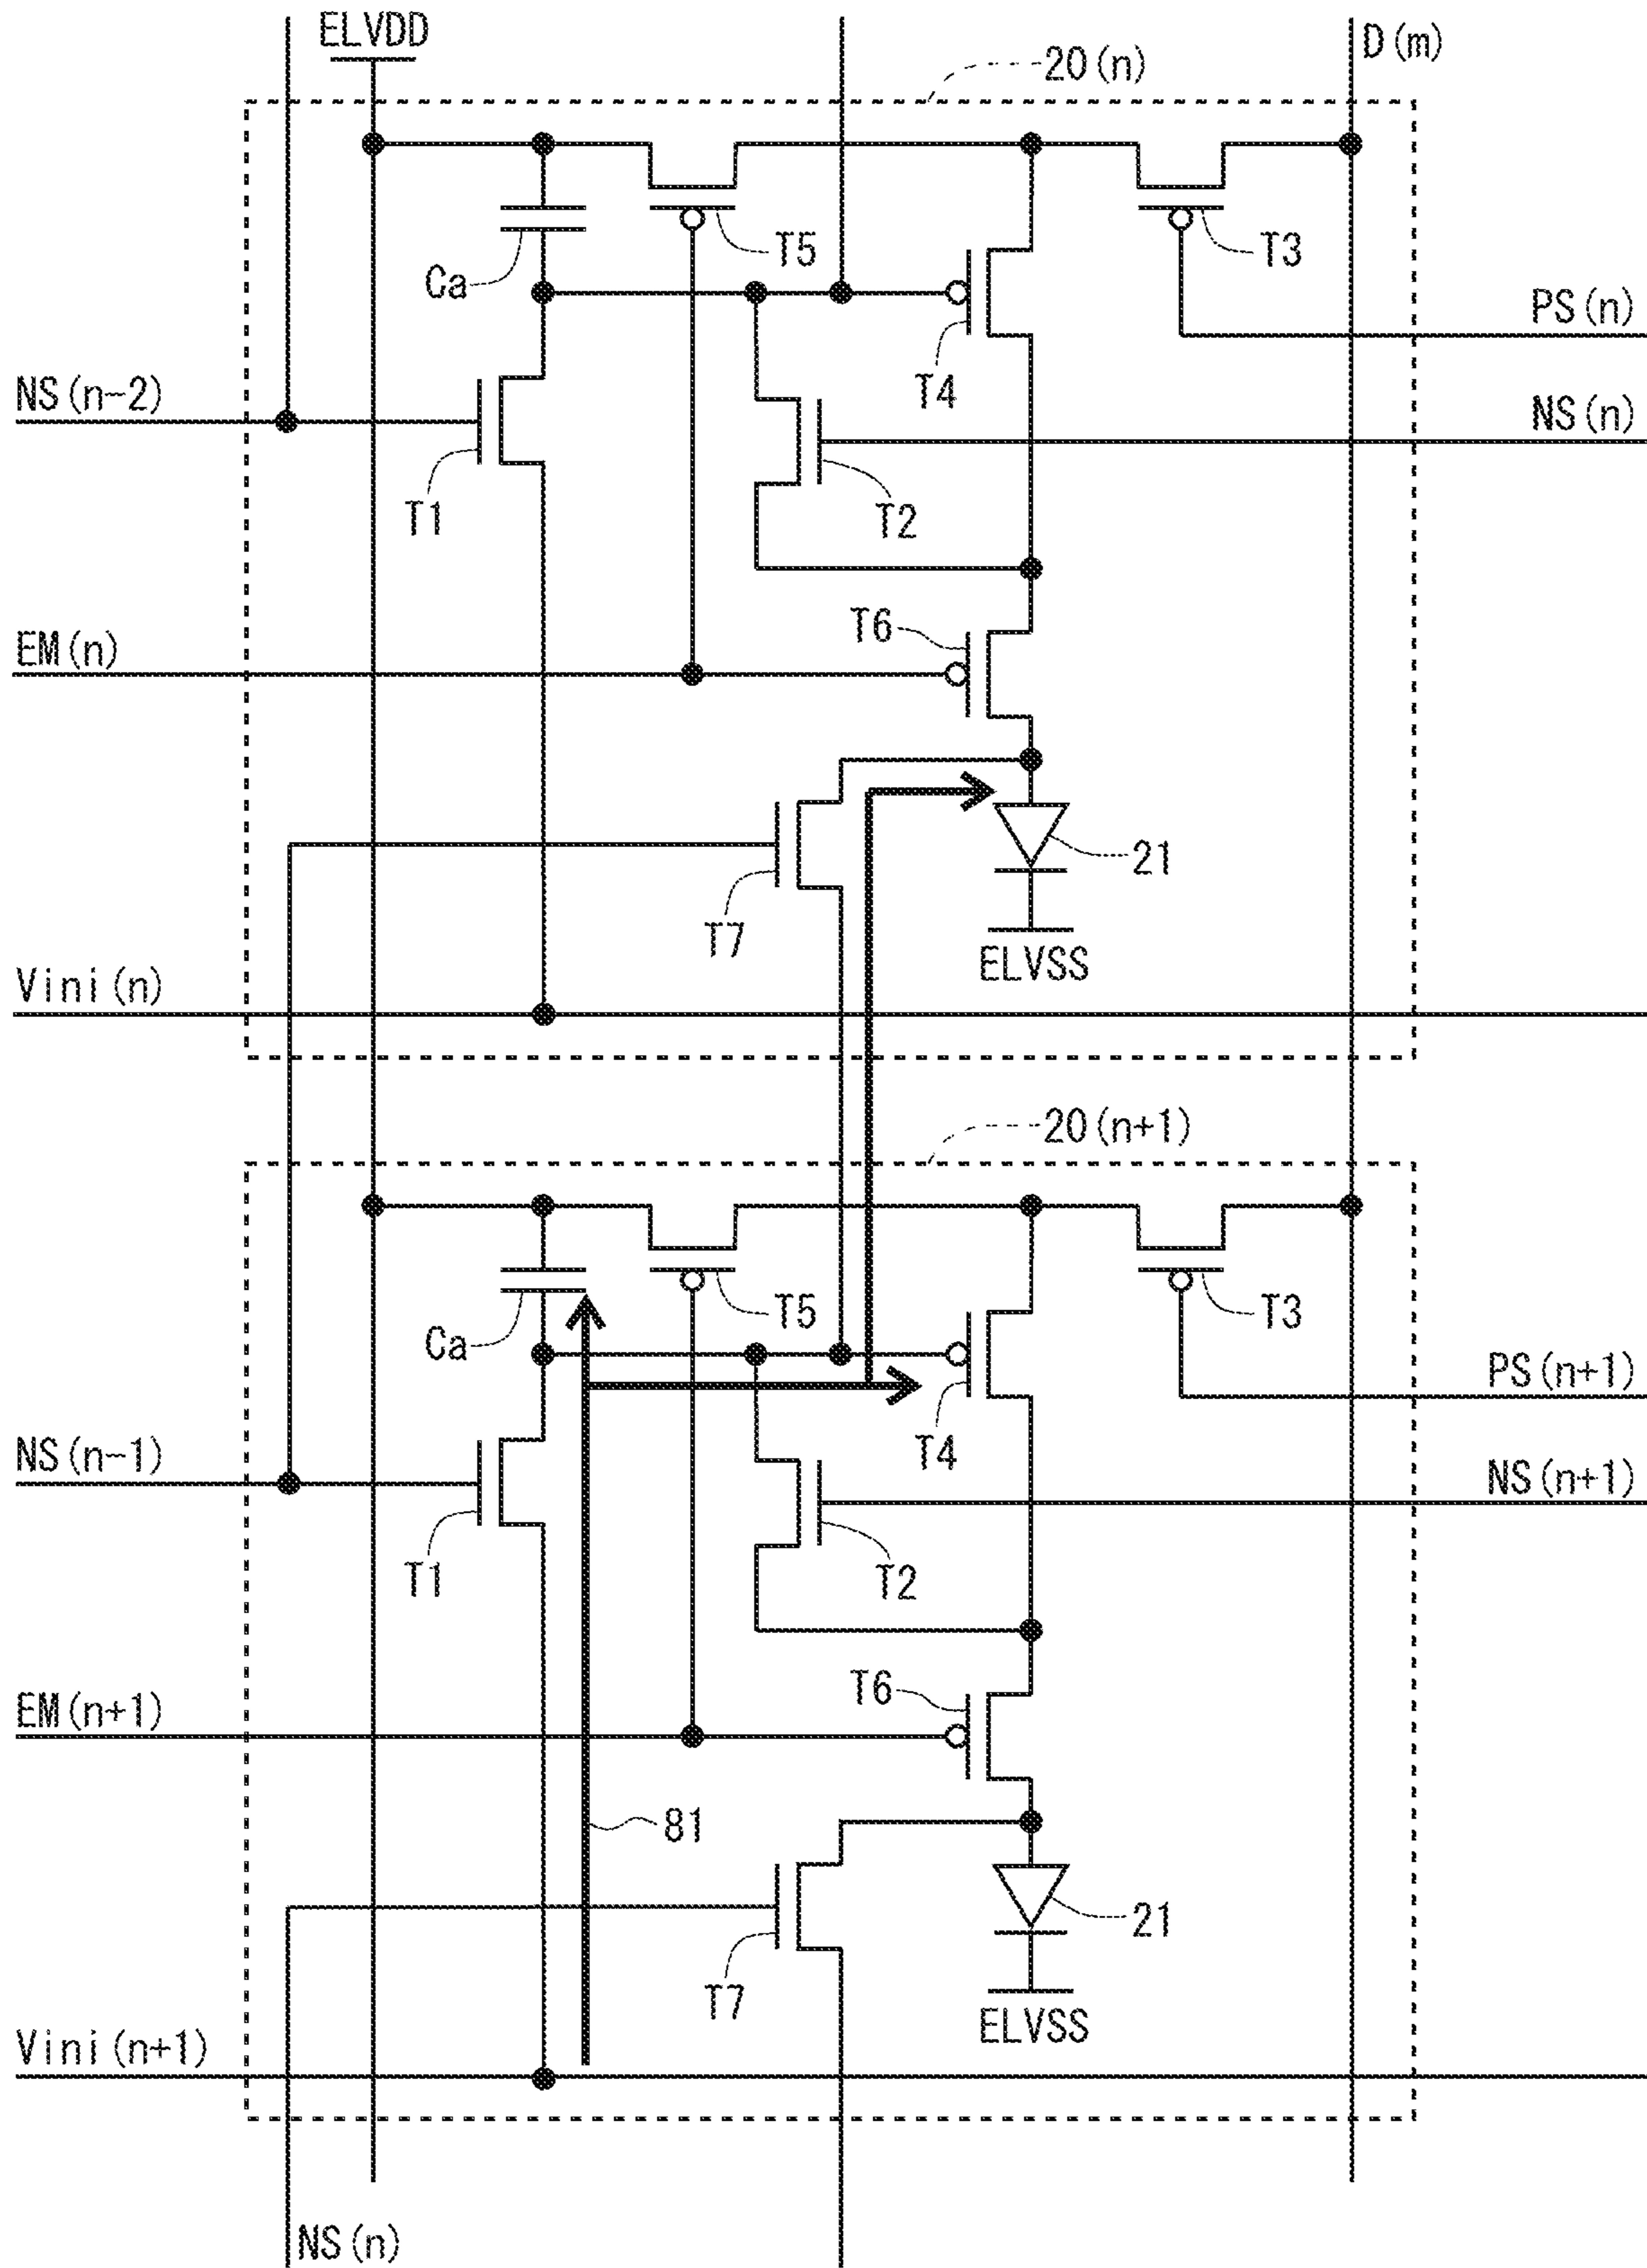 ELVDD
D(m)
20(n)
T5
T3
Ca
PS(n)
T4
NS(n-2)
NS(n)
T1
T2
T6
EM(n)
21
T7
ELVSS
Vini(n)
20(n+1)
T5
T3
Ca
PS(n+1)
T4
NS(n-1)
NS(n+1)
T1
T2
T6
EM(n+1)
81
21
T7
ELVSS
Vini(n+1)
NS(n)